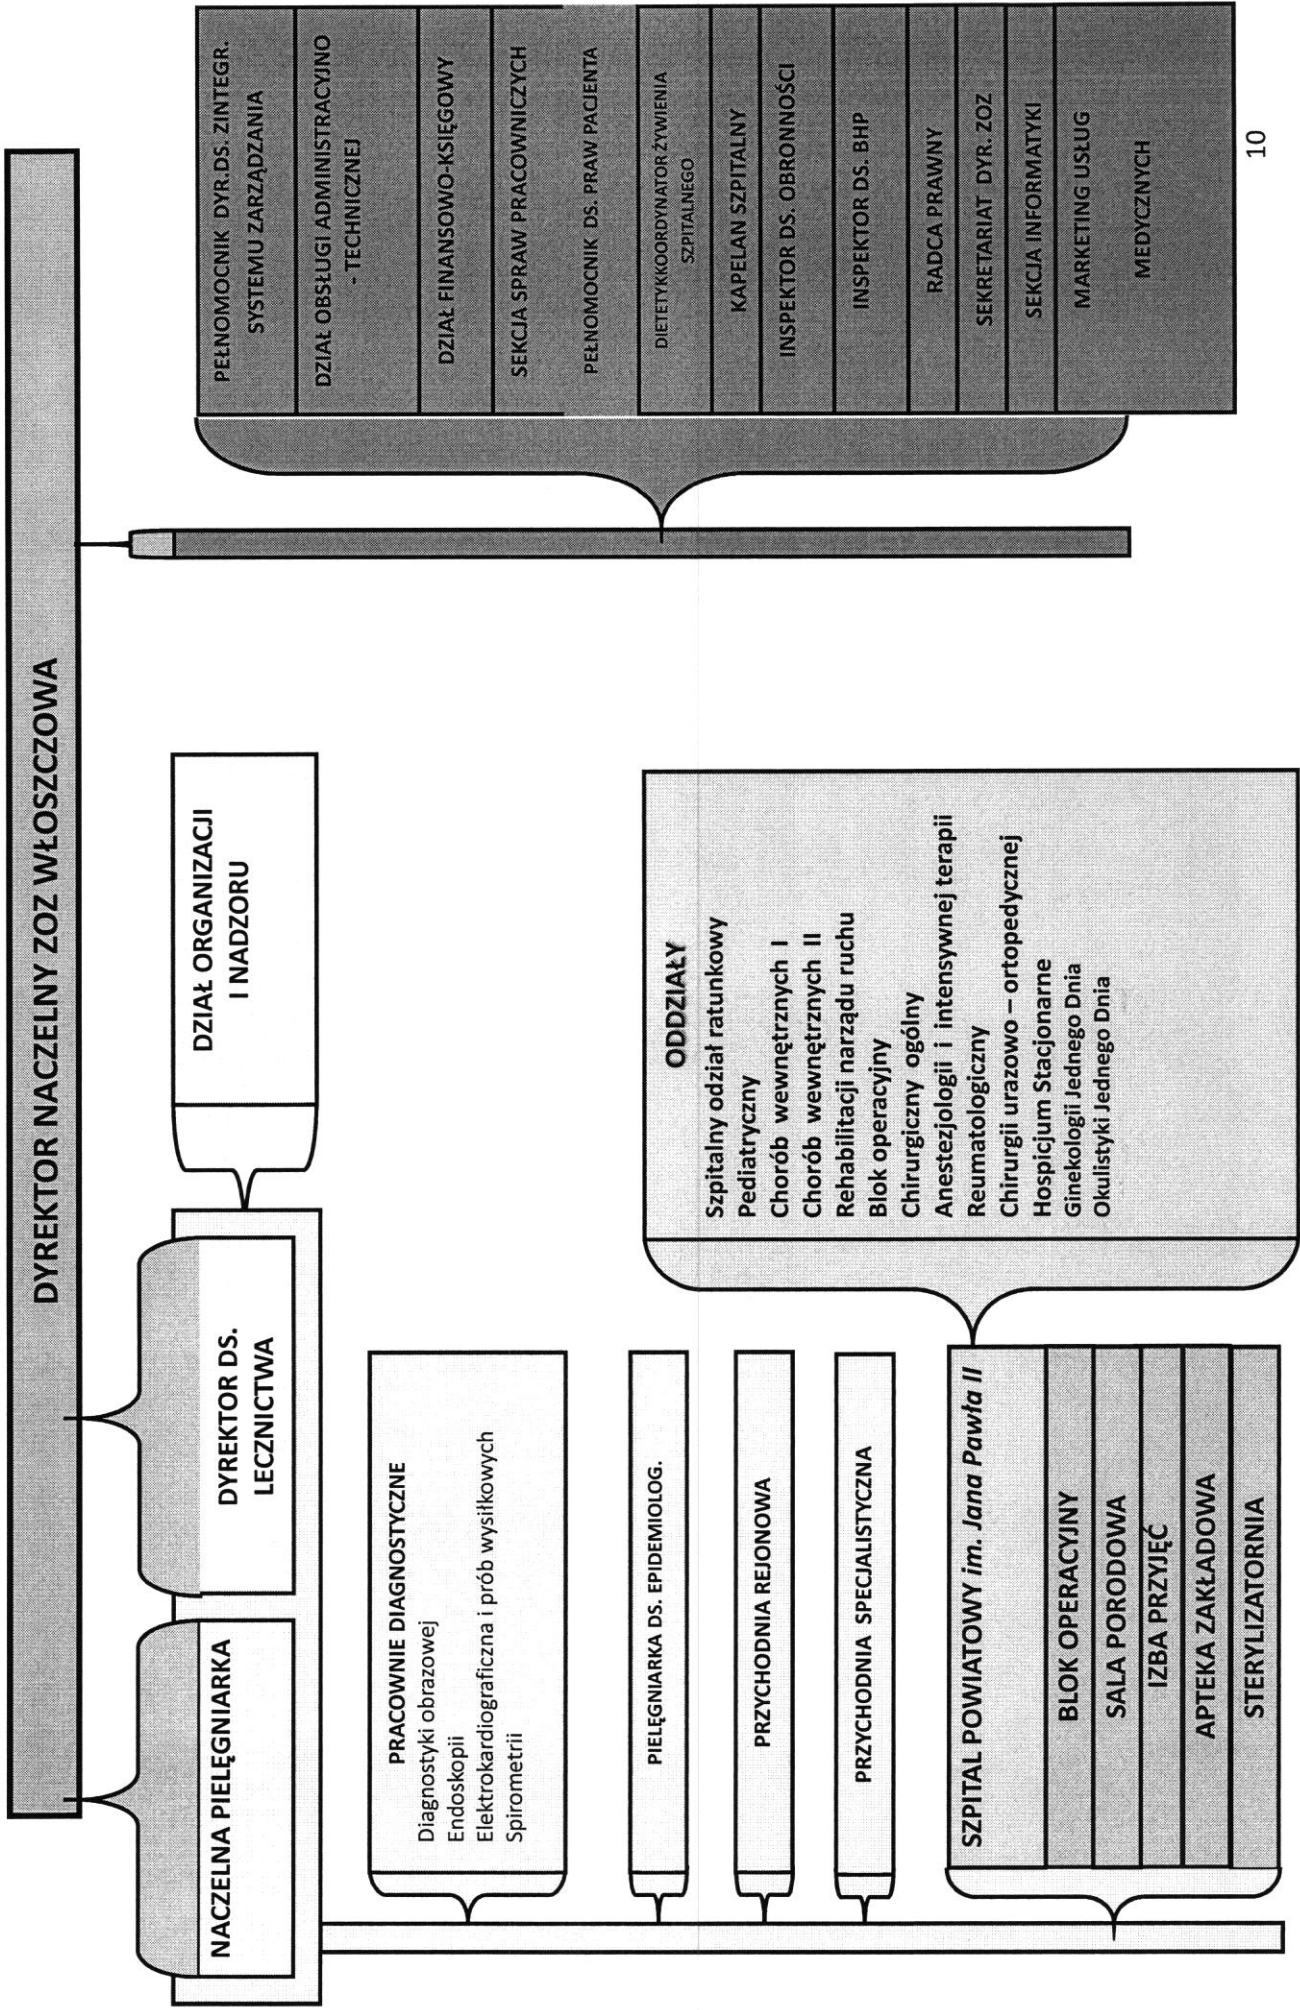 DYREKTOR NACZELNY ZOZ WŁOSZCZOWA
NACZELNA PIELĘGNIARKA
DYREKTOR DS.
LECZNICTWA
DZIAŁ ORGANIZACJI
I NADZORU
PRACOWNIE DIAGNOSTYCZNE
Diagnostyki obrazowej
Endoskopii
Elektrokardiograficzna i prób wysiłkowych
Spirometrii
PIELĘGNIARKA DS. EPIDEMIOLOG.
PRZYCHODNIA REJONOWA
PRZYCHODNIA SPECJALISTYCZNA
SZPITAL POWIATOWY im. Jana Pawła II
BLOK OPERACYJNY
SALA PORODOWA
IZBA PRZYJĘĆ
APTEKA ZAKŁADOWA
STERYLIZATORNIA
ODDZIAŁY
Szpitalny odział ratunkowy
Pediatryczny
Chorób wewnętrznych I
Chorób wewnętrznych II
Rehabilitacji narządu ruchu
Blok operacyjny
Chirurgiczny ogólny
Anestezjologii i intensywnej terapii
Reumatologiczny
Chirurgii urazowo – ortopedycznej
Hospicjum Stacjonarne
Ginekologii Jednego Dnia
Okulistyki Jednego Dnia
PEŁNOMOCNIK DYR.DS. ZINTEGR.
SYSTEMU ZARZĄDZANIA
DZIAŁ OBSŁUGI ADMINISTRACYJNO
- TECHNICZNEJ
DZIAŁ FINANSOWO-KSIĘGOWY
SEKCJA SPRAW PRACOWNICZYCH
PEŁNOMOCNIK DS. PRAW PACJENTA
DIETETYKKOORDYNATOR ŻYWIENIA
SZPITALNEGO
KAPELAN SZPITALNY
INSPEKTOR DS. OBRONNOŚCI
INSPEKTOR DS. BHP
RADCA PRAWNY
SEKRETARIAT DYR. ZOZ
SEKCJA INFORMATYKI
MARKETING USŁUG
MEDYCZNYCH
10